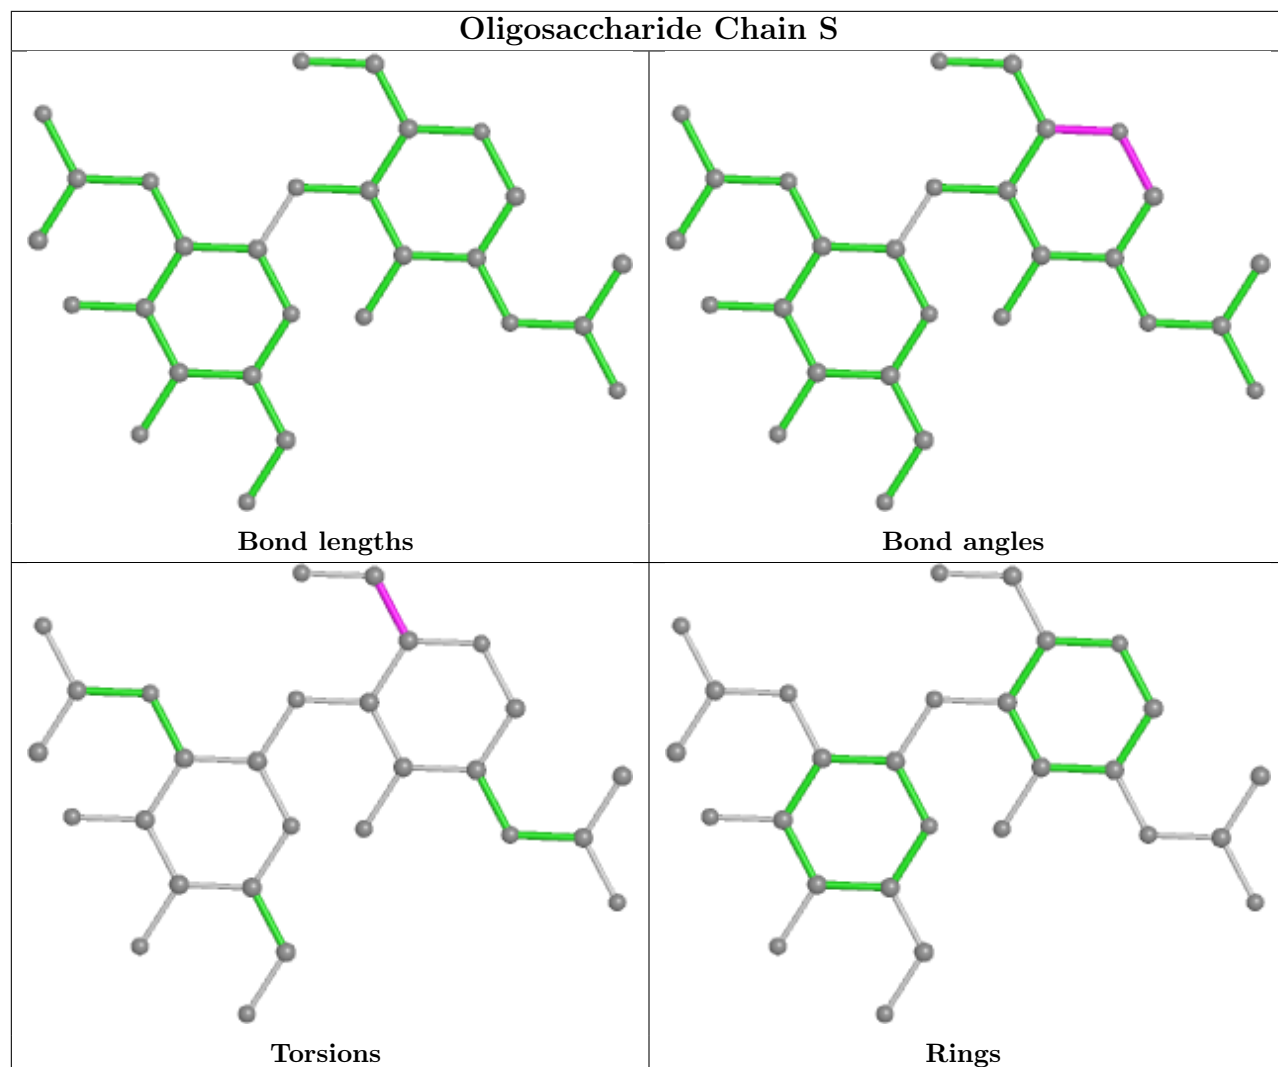 Oligosaccharide Chain S
Bond lengths
Bond angles
Torsions
Rings